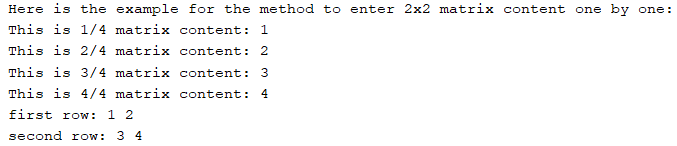 Here is the example for the method to enter 2x2 matrix content one by one:
This is 1/4 matrix content: 1
This is 2/4 matrix content: 2
This is 3/4 matrix content: 3
This is 4/4 matrix content: 4
first row: 1 2
second row: 3 4